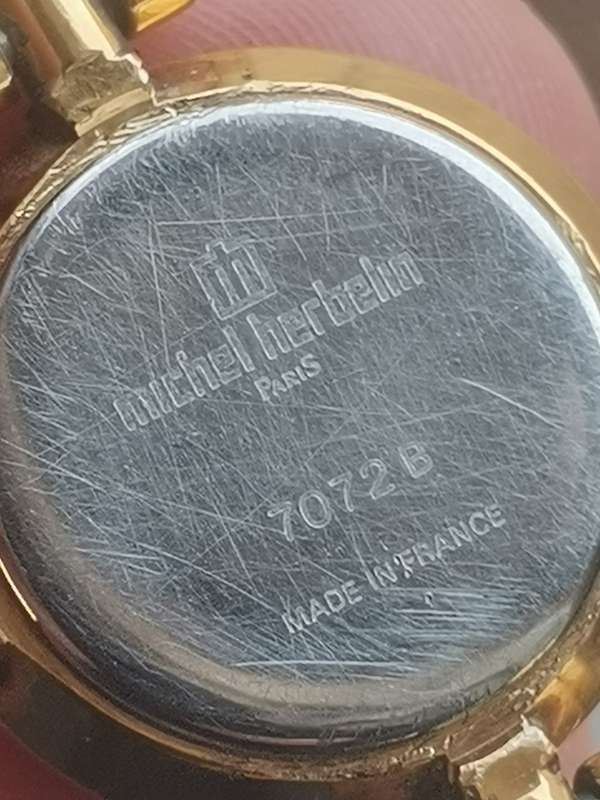 michel herbelin
PARIS
7072 B
MADE IN FRANCE